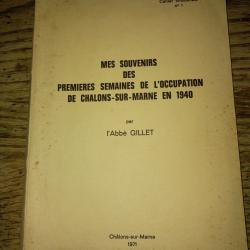 MES SOUVENIRS
DES
PREMIERES SEMAINES DE L'OCCUPATION
DE CHALONS-SUR-MARNE EN 1940
par
l'Abbé GILLET
Châlons-sur-Marne
1971